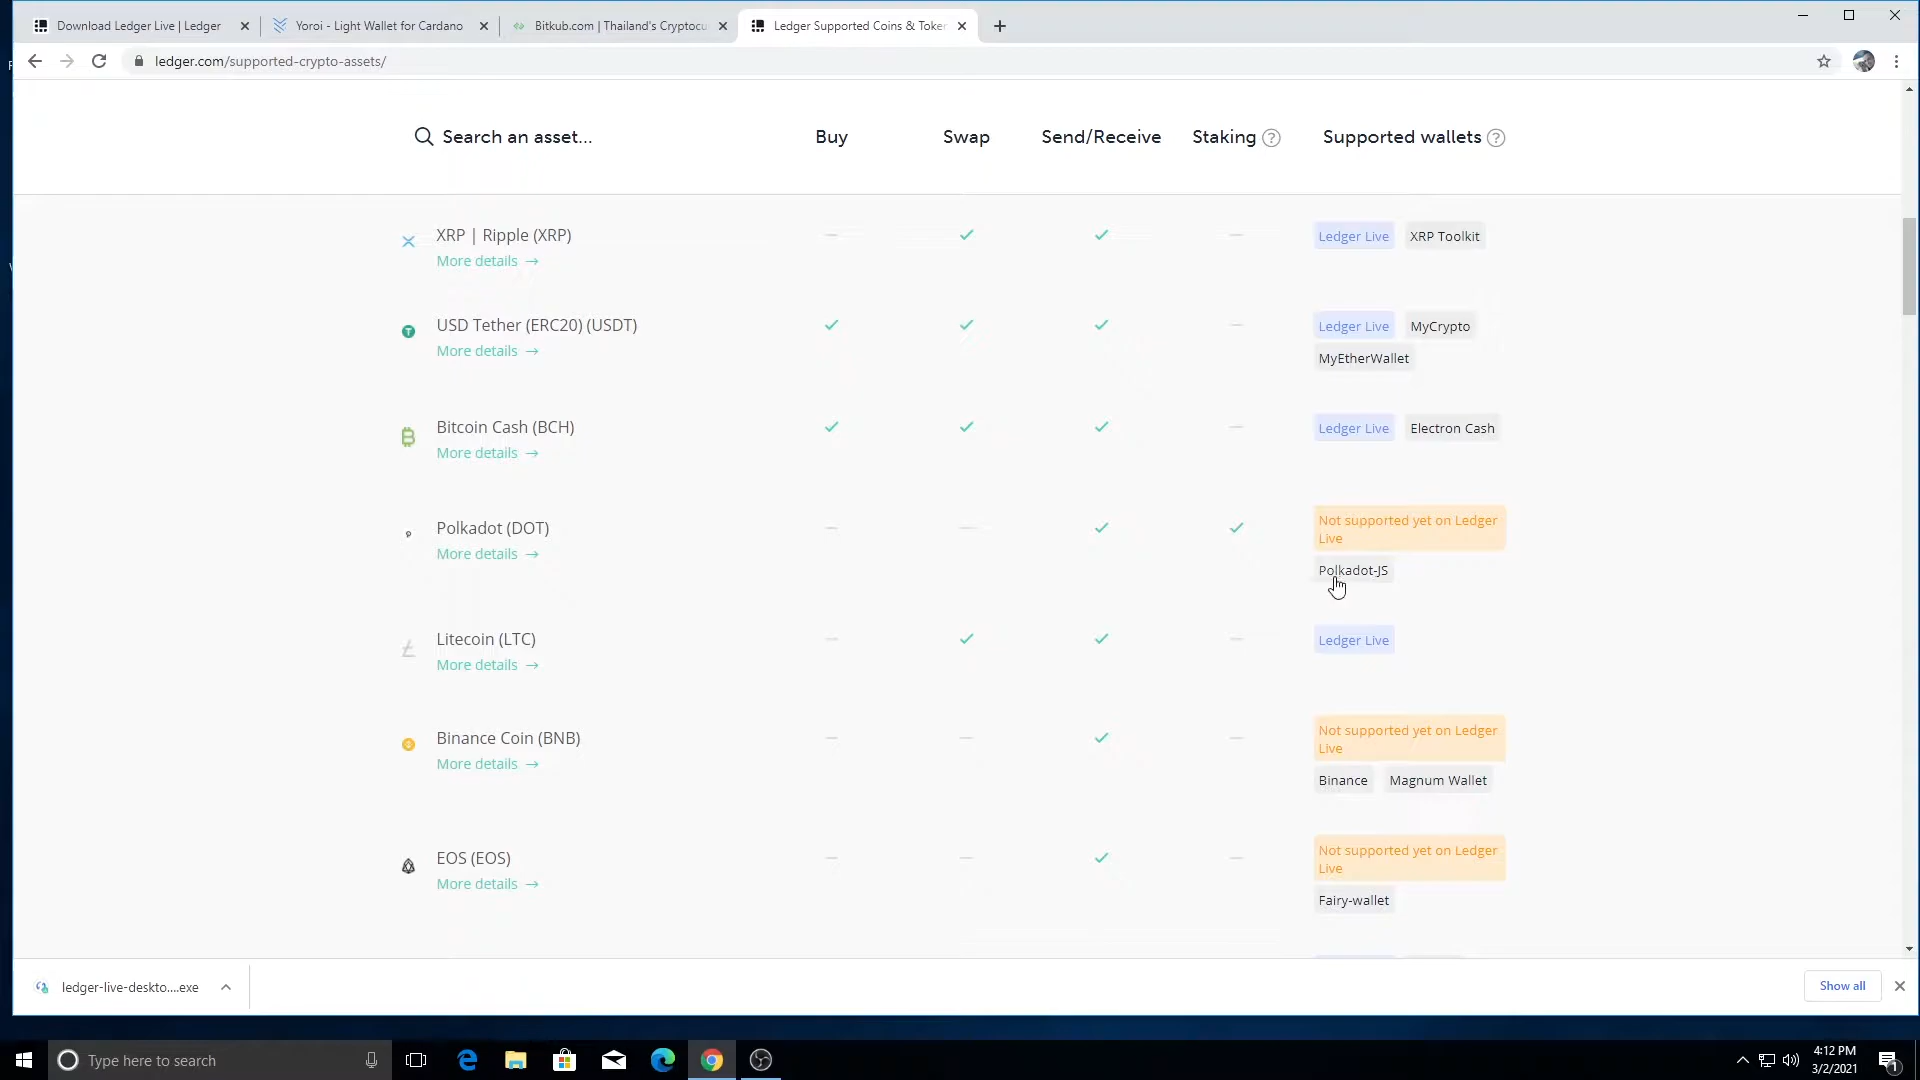 Download Ledger Live | Ledger
Yoroi - Light Wallet for Cardano
Bitkub.com | Thailand's Cryptocu
Ledger Supported Coins & Token
ledger.com/supported-crypto-assets/
Search an asset... Buy Swap Send/Receive Staking ? Supported wallets ?
XRP | Ripple (XRP) Ledger Live XRP Toolkit
More details →
USD Tether (ERC20) (USDT) Ledger Live MyCrypto
More details → MyEtherWallet
Bitcoin Cash (BCH) Ledger Live Electron Cash
More details →
Polkadot (DOT) Not supported yet on Ledger
Live
More details → Polkadot-JS
Litecoin (LTC) Ledger Live
More details →
Binance Coin (BNB) Not supported yet on Ledger
Live
More details → Binance Magnum Wallet
EOS (EOS) Not supported yet on Ledger
Live
More details → Fairy-wallet
ledger-live-deskto....exe Show all
Type here to search
4:12 PM
3/2/2021
1